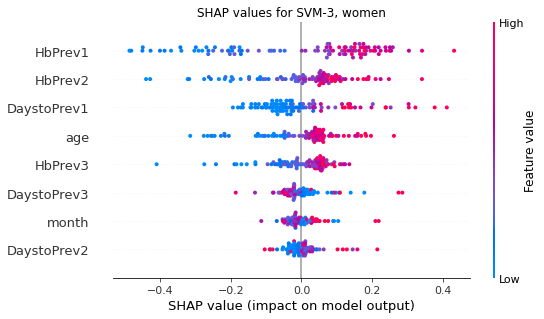 SHAP values for SVM-3, women
High
HbPrev1
HbPrev2
DaystoPrev1
age
HbPrev3
DaystoPrev3
month
DaystoPrev2
Feature value
Low
−0.4 −0.2 0.0 0.2 0.4
SHAP value (impact on model output)